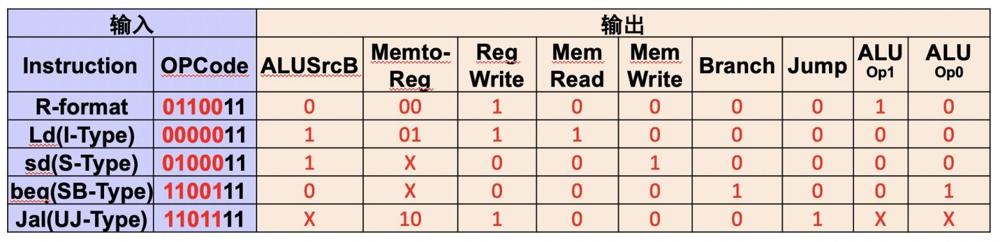 输入 输出
Instruction OPCode ALUSrcB Memto-Reg Reg Write Mem Read Mem Write Branch Jump ALU Op1 ALU Op0
R-format 0110011 0 00 1 0 0 0 0 1 0
Ld(I-Type) 0000011 1 01 1 1 0 0 0 0 0
sd(S-Type) 0100011 1 X 0 0 1 0 0 0 0
beq(SB-Type) 1100111 0 X 0 0 0 1 0 0 1
Jal(UJ-Type) 1101111 X 10 1 0 0 0 1 X X